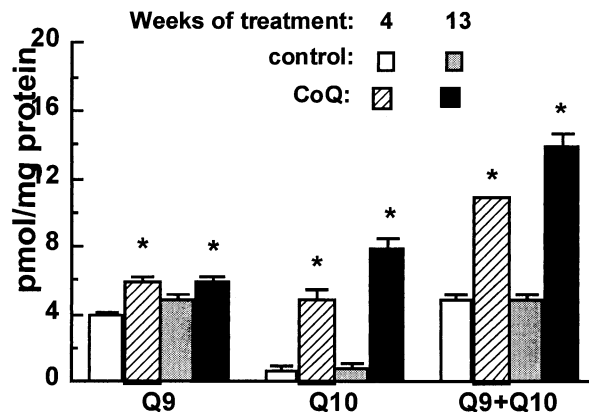 Weeks of treatment: 4 13
control:
CoQ:
pmol/mg protein
20
16
12
8
4
0
* * * * * *
Q9 Q10 Q9+Q10